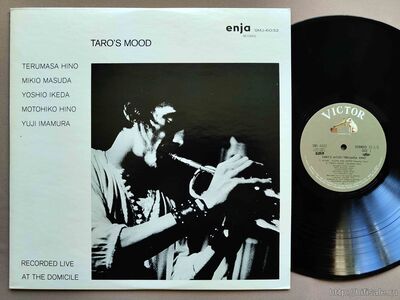 enja
SMJ-6052
TARO'S MOOD
TERUMASA HINO
MIKIO MASUDA
YOSHIO IKEDA
MOTOHIKO HINO
YUJI IMAMURA
RECORDED LIVE
AT THE DOMICILE
VICTOR